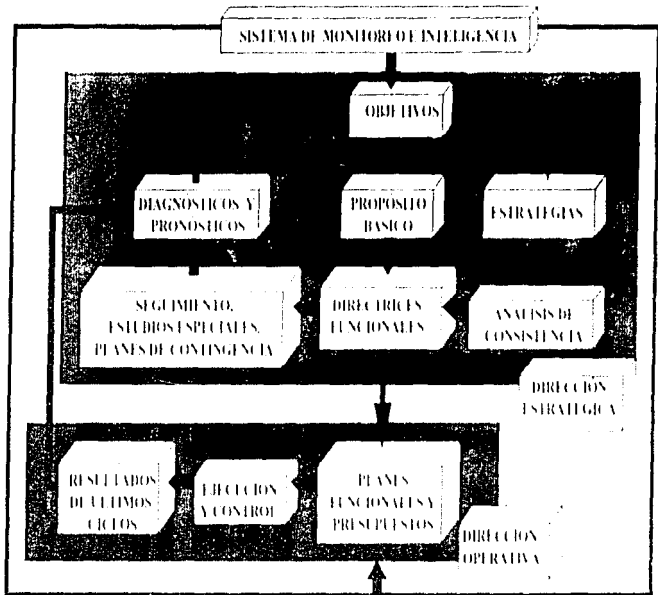 SISTEMA DE MONITOREO E INTELIGENCIA
OBJETIVOS
DIAGNOSTICOS Y
PRONOSTICOS
PROPOSITO
BASICO
ESTRATEGIAS
SEGUIMIENTO,
ESTUDIOS ESPECIALES,
PLANES DE CONTINGENCIA
DIRECTRICES
FUNCIONALES
ANALISIS DE
CONSISTENCIA
DIRECCION
ESTRATEGICA
RESULTADOS
DE ULTIMOS
CICLOS
EJECUCION
Y CONTROL
PLANES
FUNCIONALES Y
PRESUPUESTOS
DIRECCION
OPERATIVA